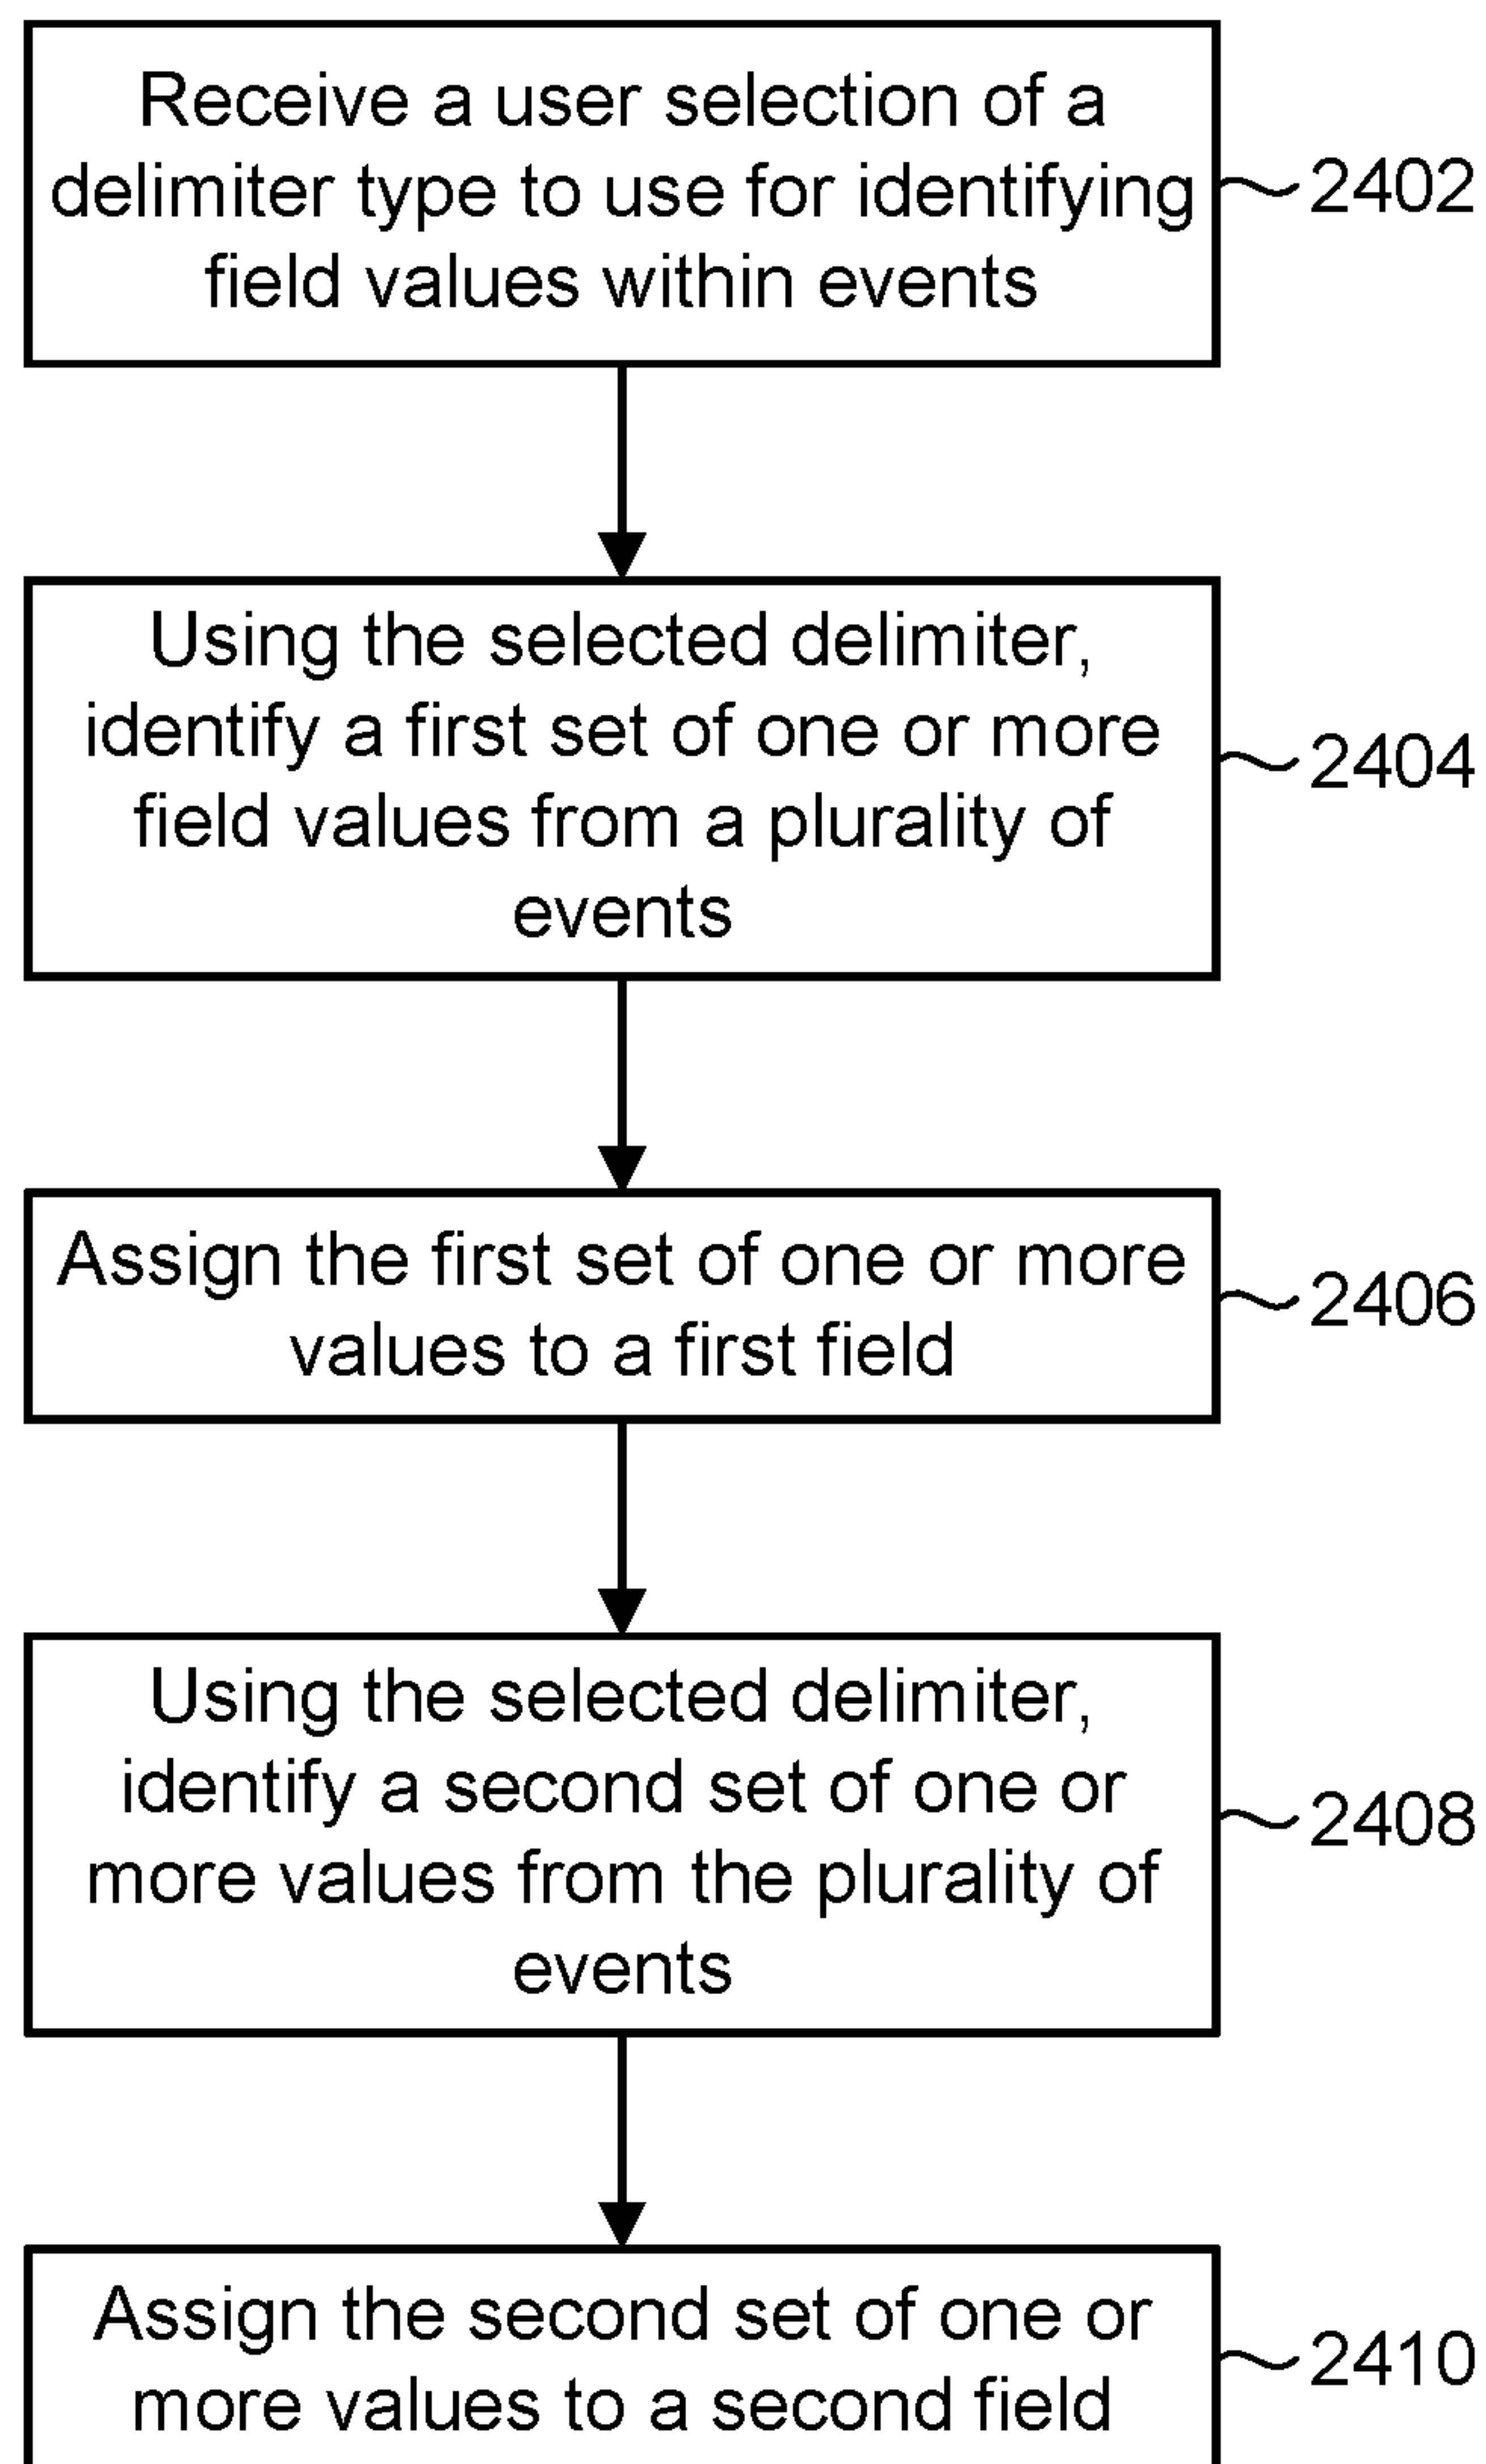 Receive a user selection of a
delimiter type to use for identifying
field values within events
2402
Using the selected delimiter,
identify a first set of one or more
field values from a plurality of
events
2404
Assign the first set of one or more
values to a first field
2406
Using the selected delimiter,
identify a second set of one or
more values from the plurality of
events
2408
Assign the second set of one or
more values to a second field
2410